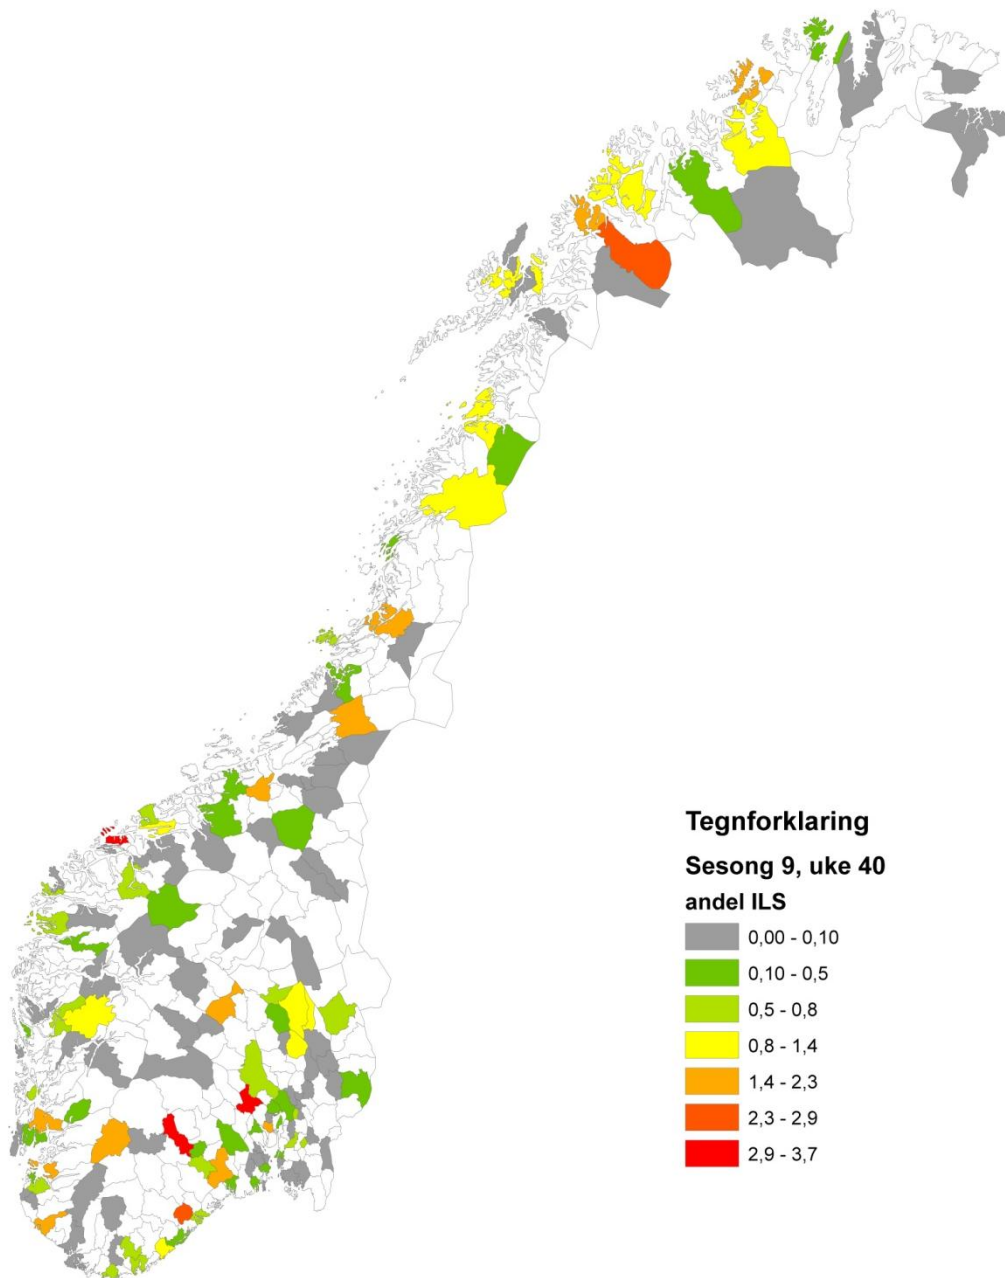 Tegnforklaring
Sesong 9, uke 40
andel ILS
0,00 - 0,10
0,10 - 0,5
0,5 - 0,8
0,8 - 1,4
1,4 - 2,3
2,3 - 2,9
2,9 - 3,7